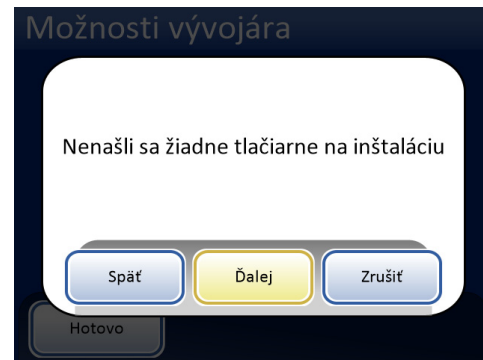 Možnosti vývojára
Nenašli sa žiadne tlačiarne na inštaláciu
Späť
Ďalej
Zrušiť
Hotovo